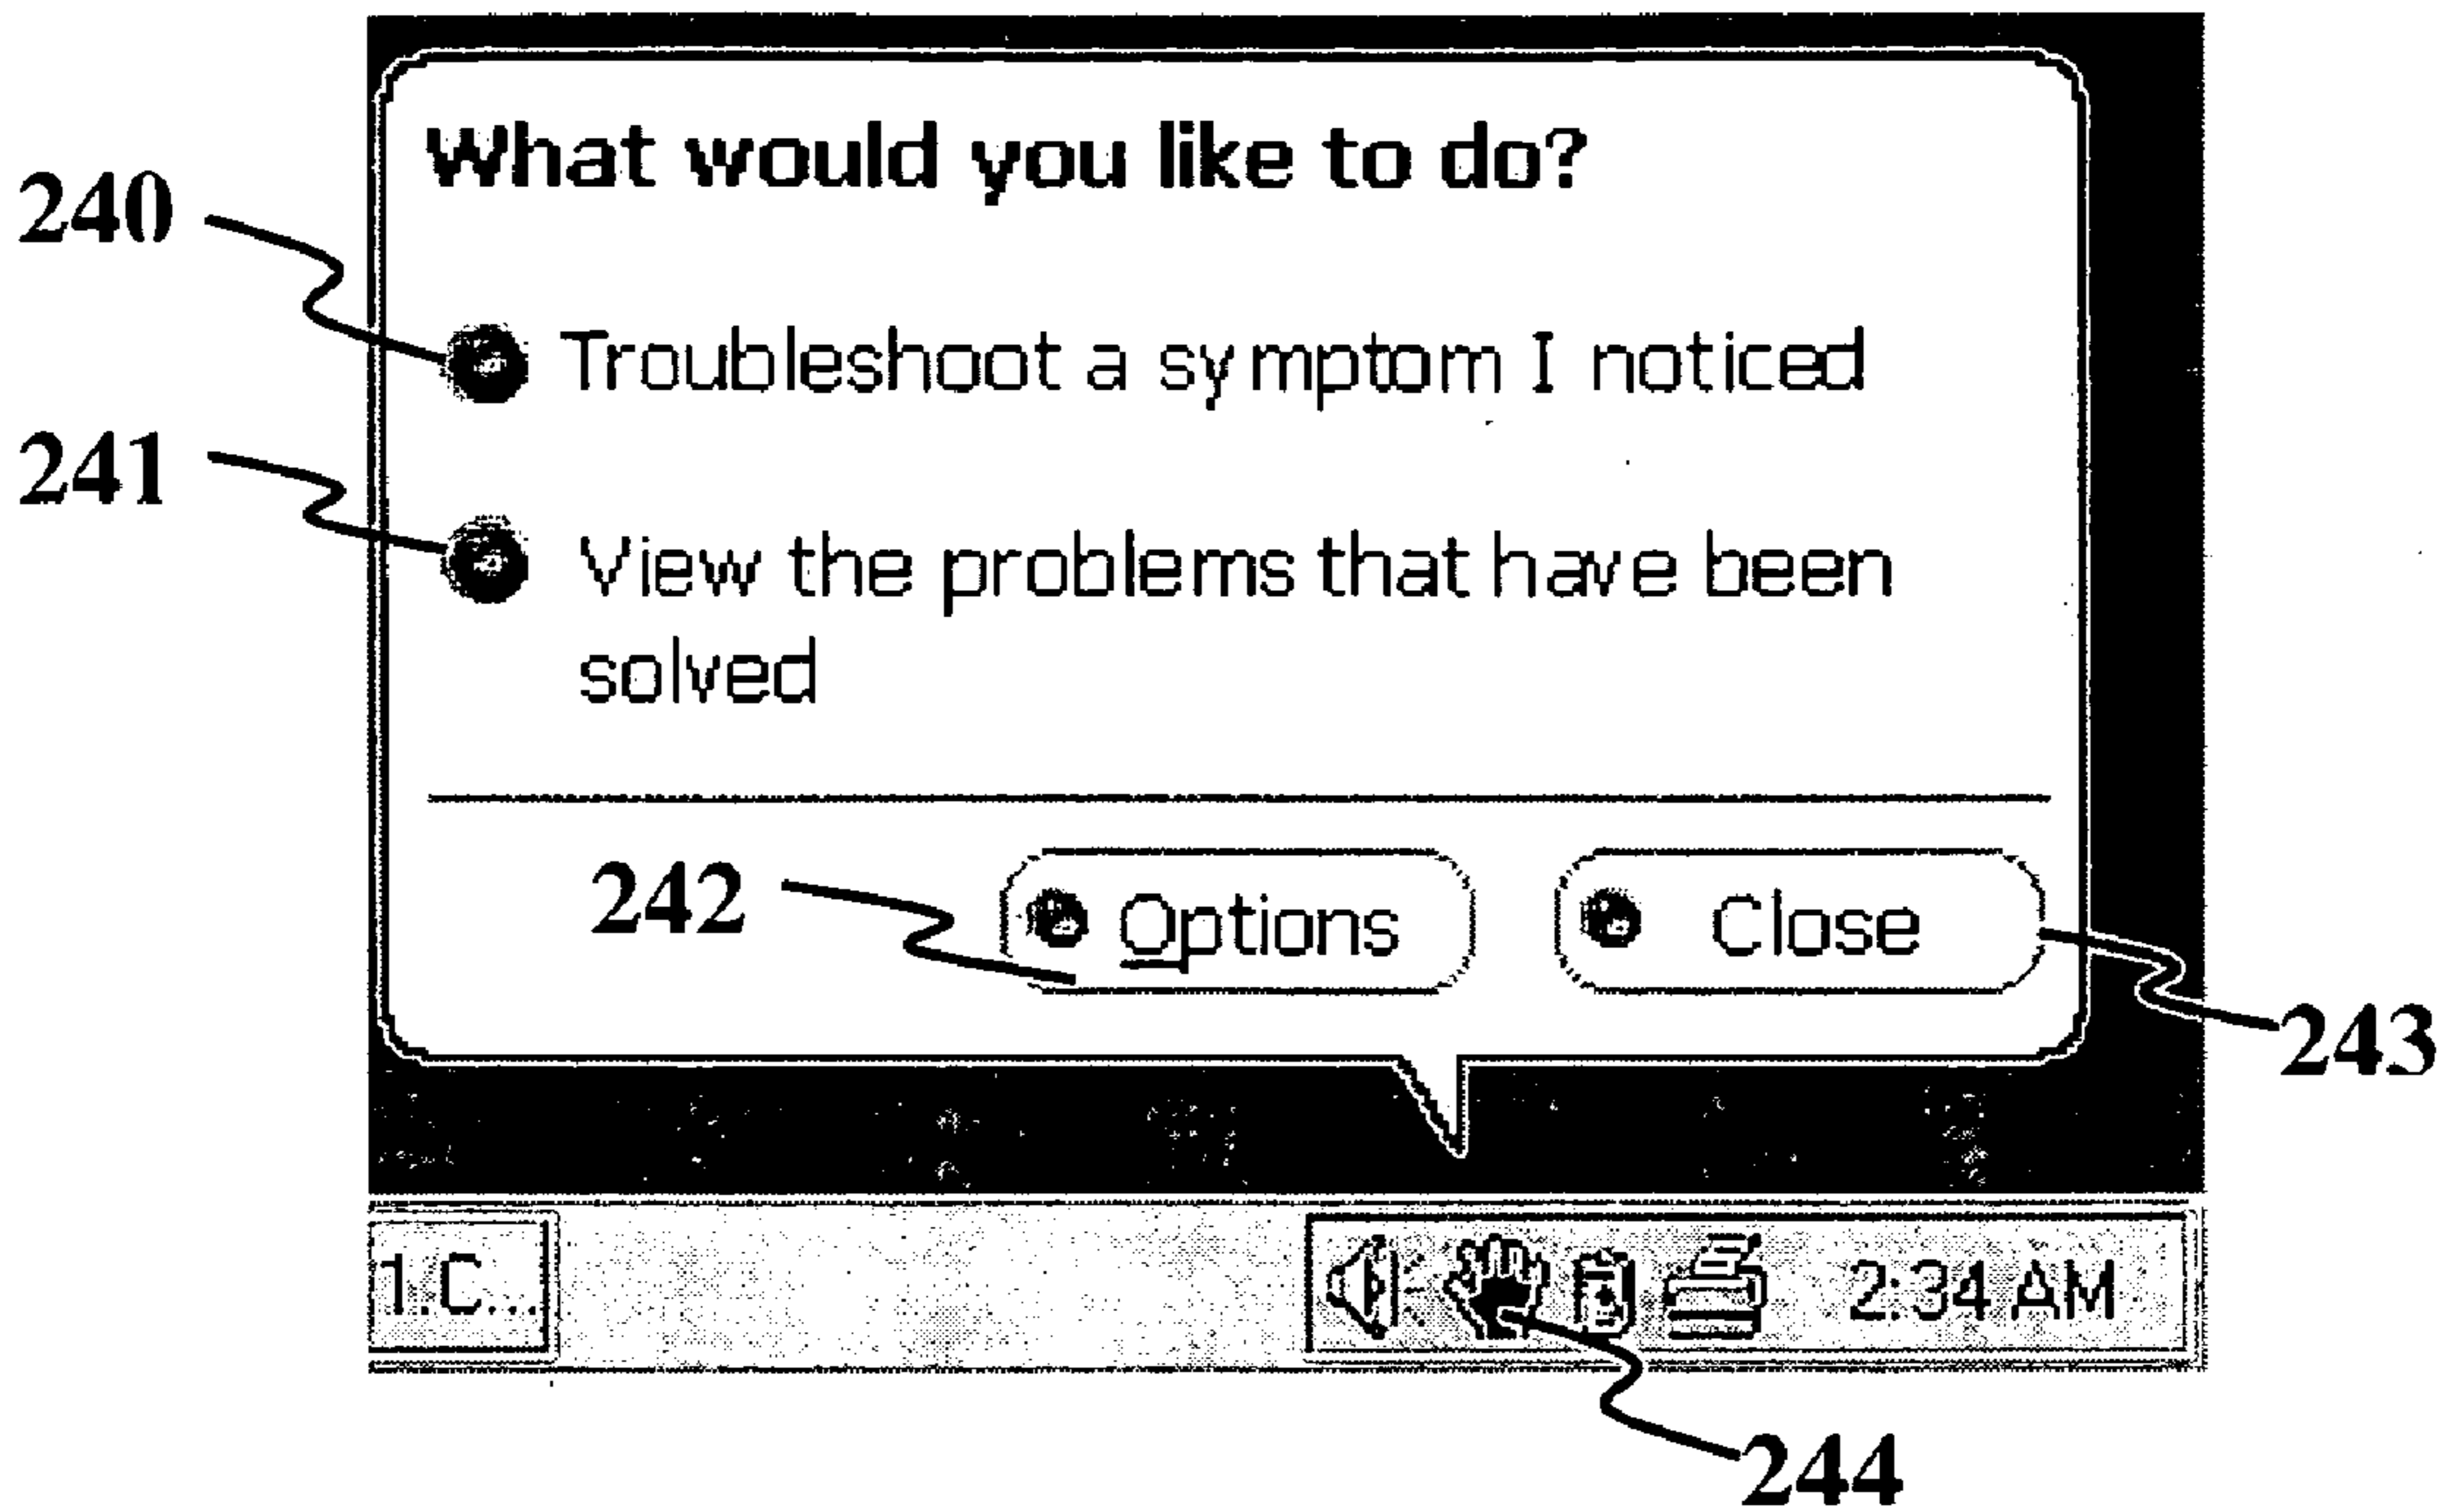 What would you like to do?
240
Troubleshoot a symptom I noticed
241
View the problems that have been
solved
242
Options
Close
243
1.C...
2:34 AM
244